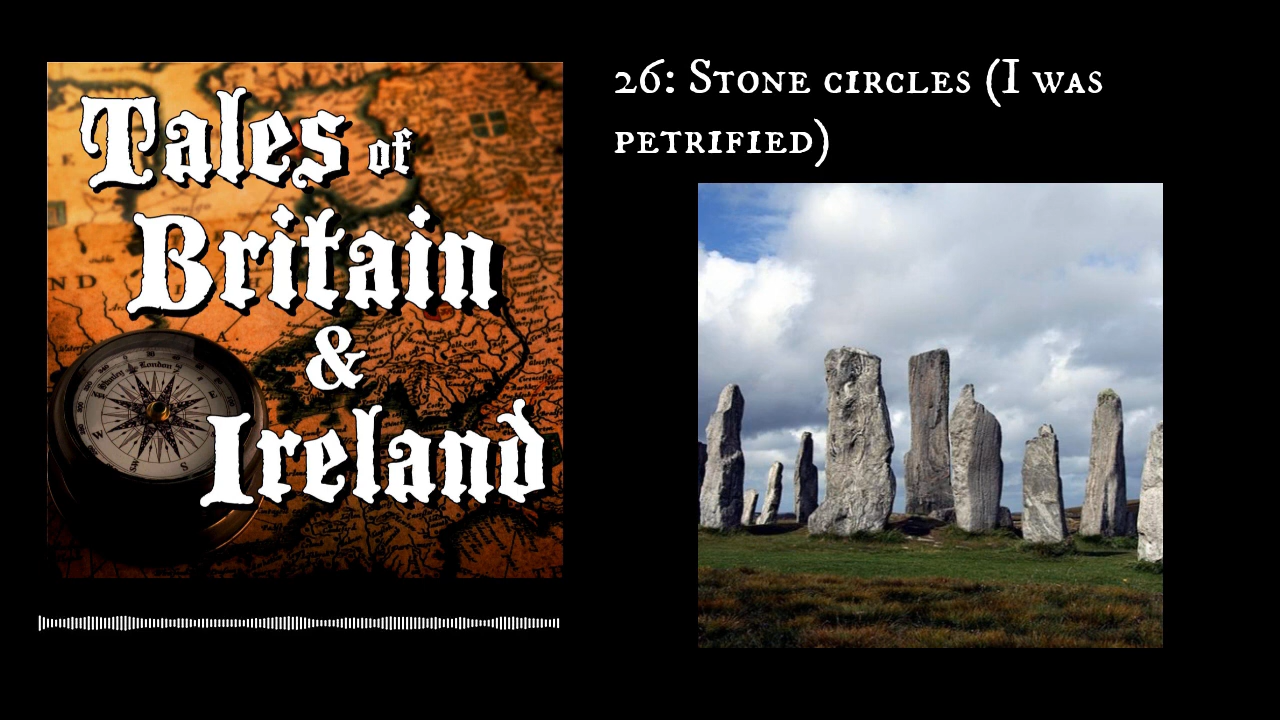 Tales of
Britain
&
Ireland
26: Stone circles (I was
petrified)